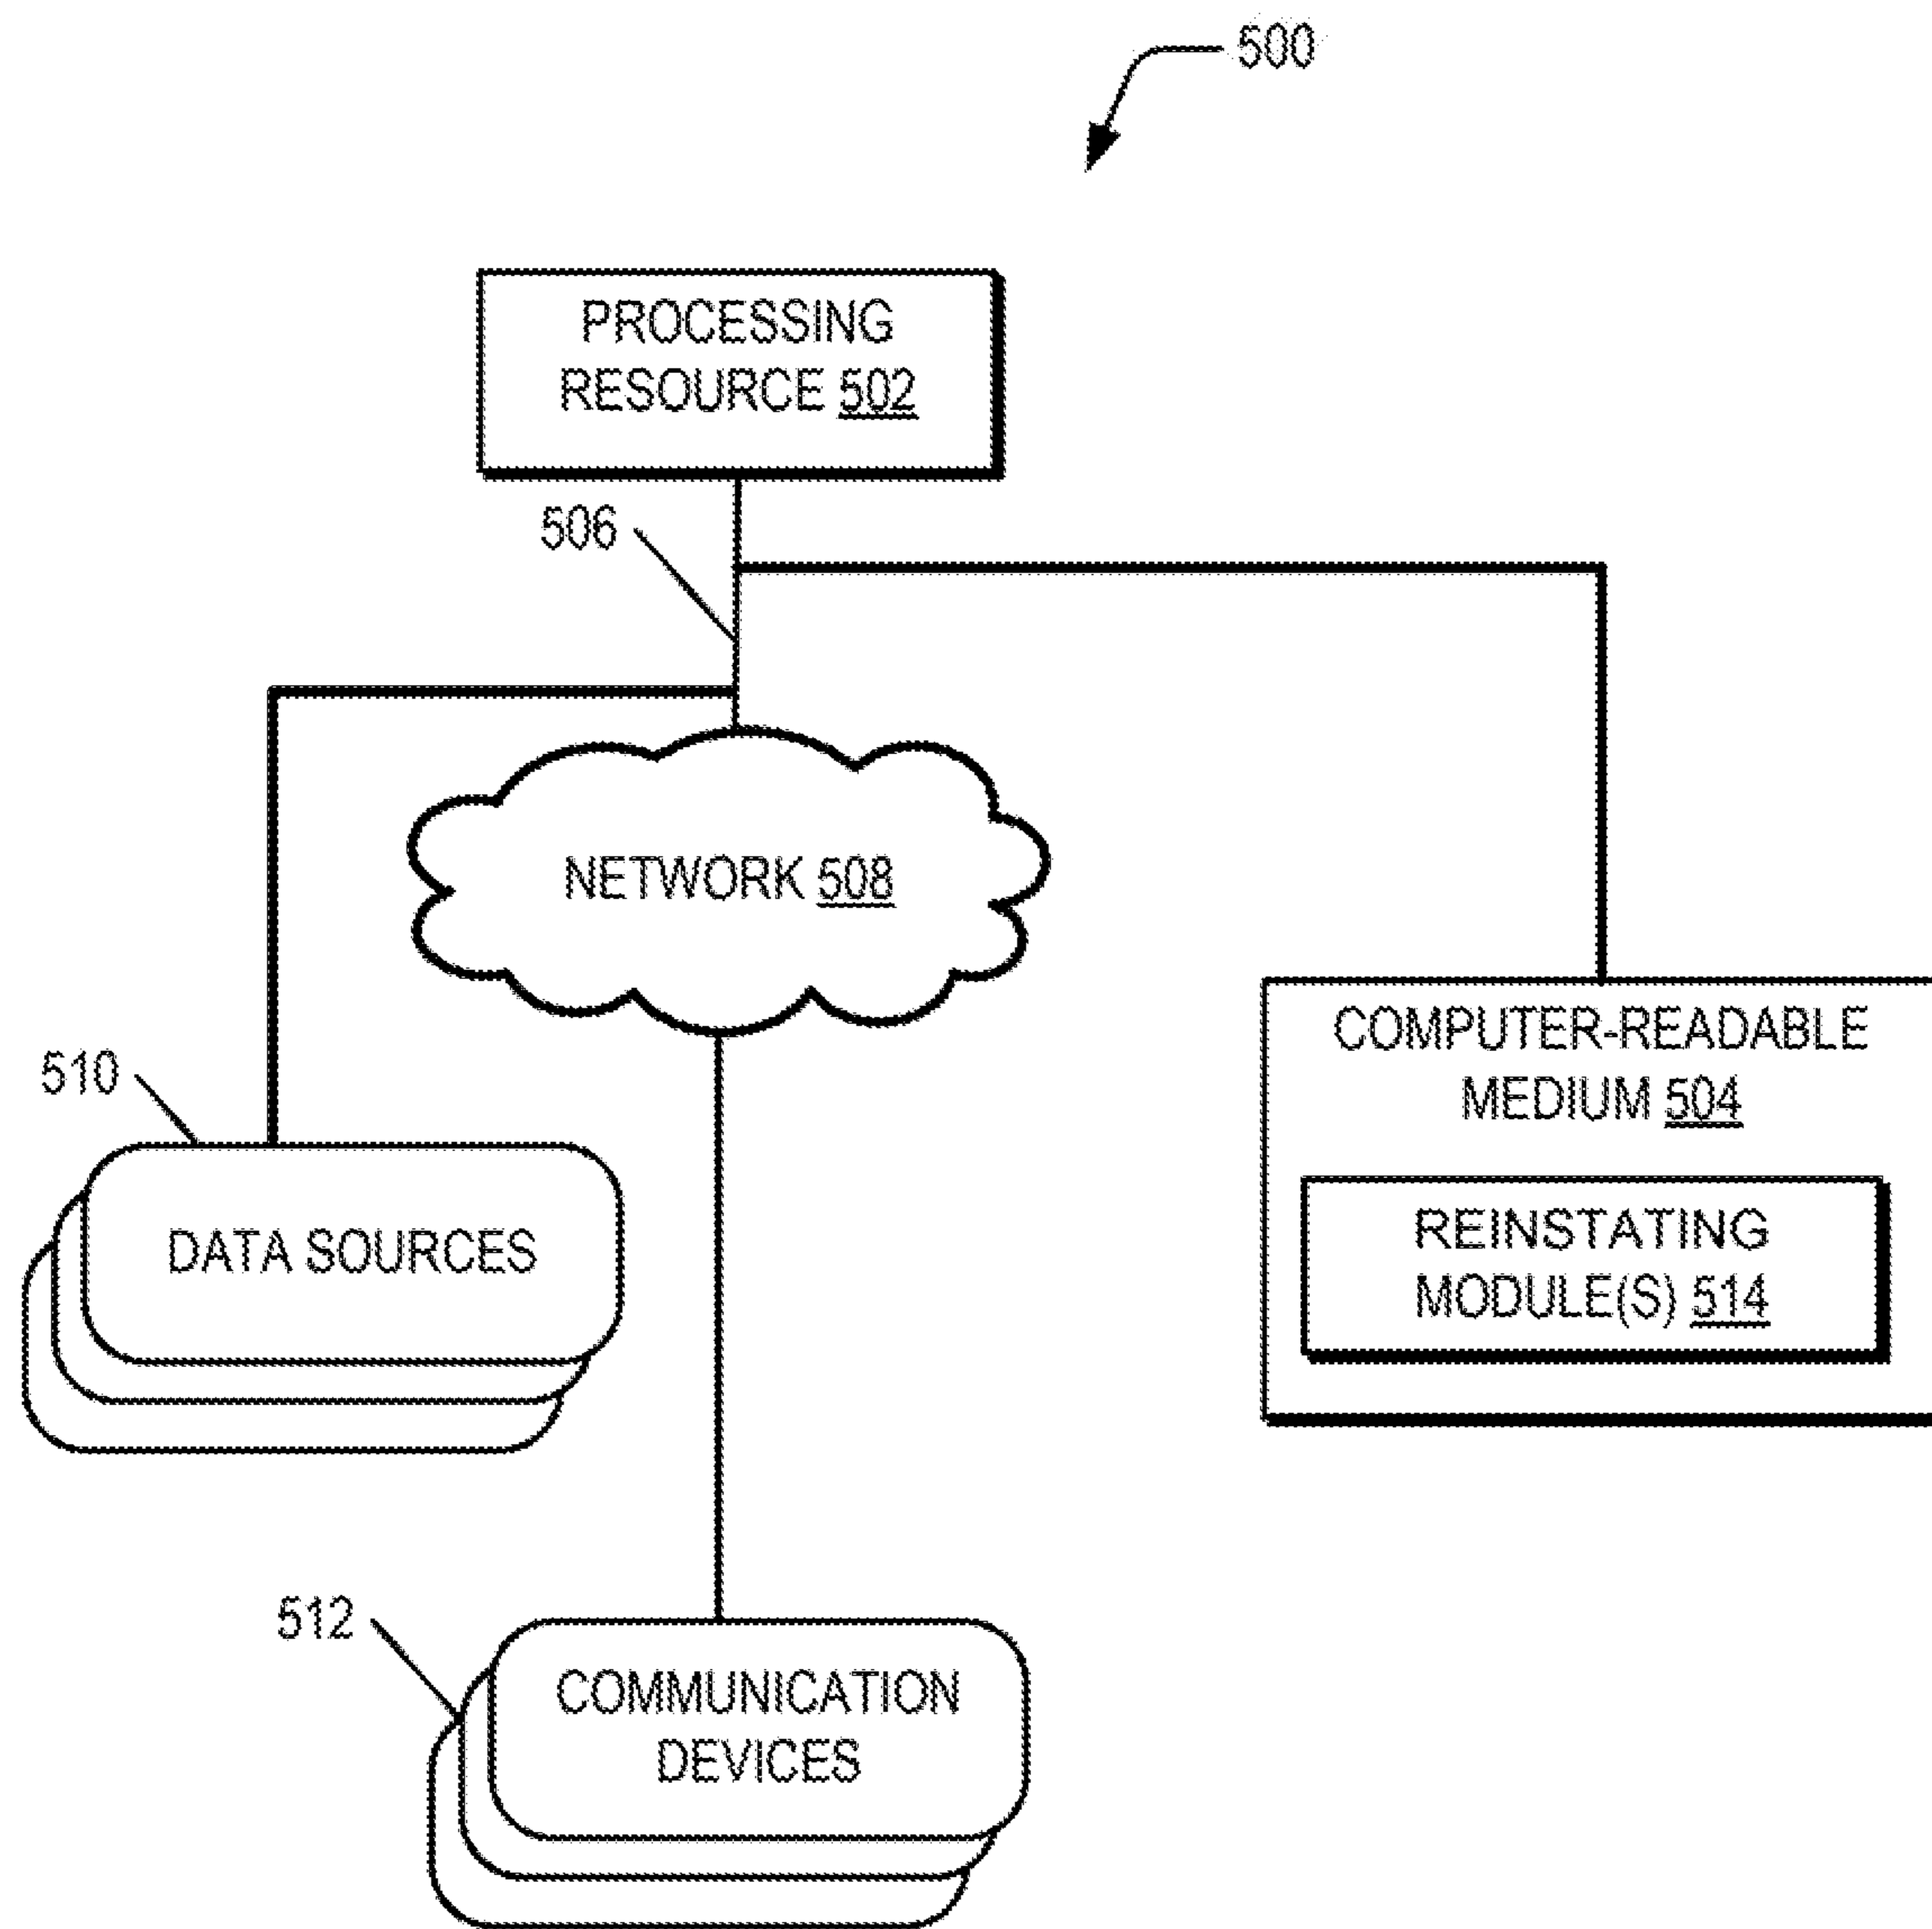 500
PROCESSING
RESOURCE 502
506
NETWORK 508
COMPUTER-READABLE
MEDIUM 504
510
REINSTATING
MODULE(S) 514
DATA SOURCES
512
COMMUNICATION
DEVICES